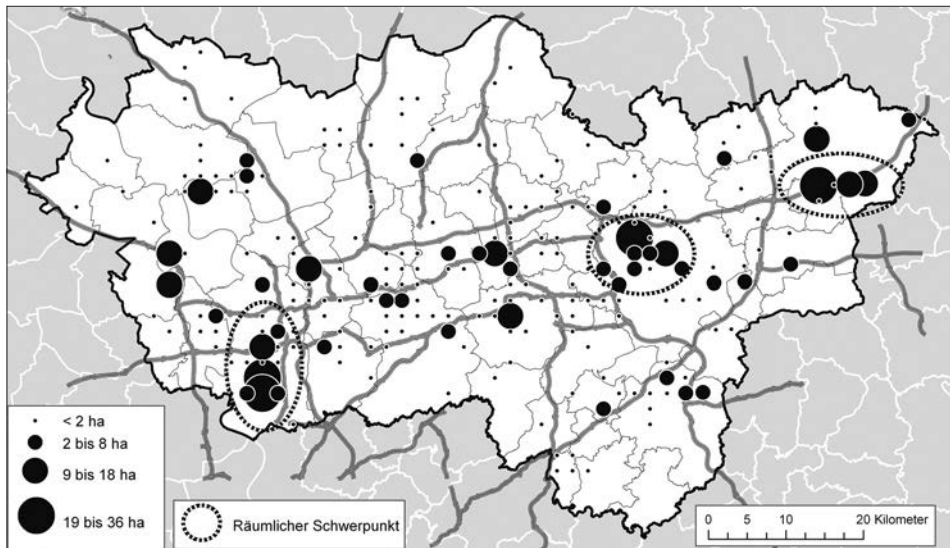 < 2 ha
2 bis 8 ha
9 bis 18 ha
19 bis 36 ha
Räumlicher Schwerpunkt
0 5 10 20 Kilometer